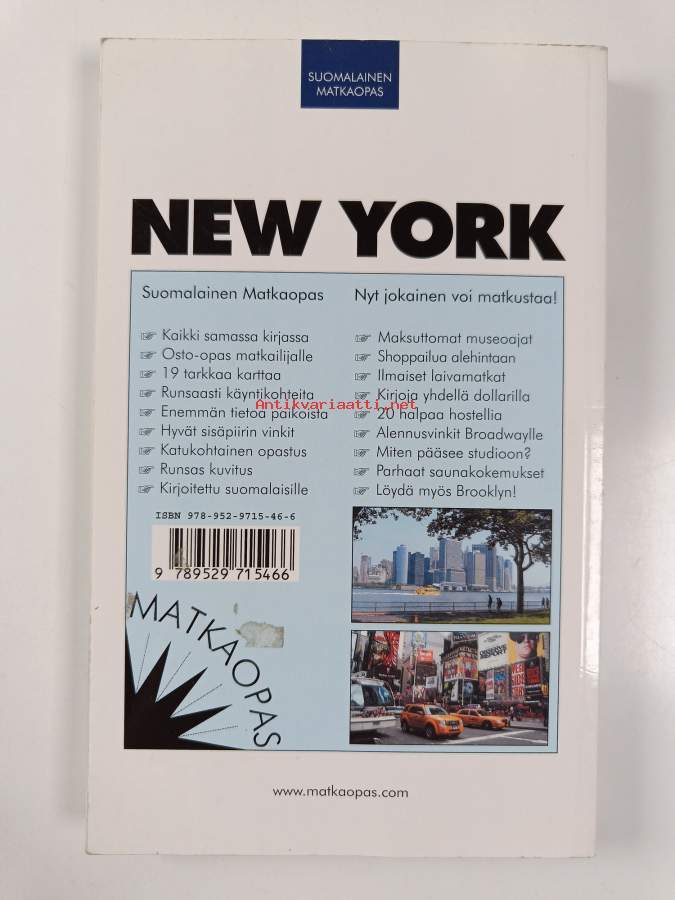 SUOMALAINEN
MATKAOPAS
NEW YORK
Suomalainen Matkaopas
Kaikki samassa kirjassa
Osto-opas matkailijalle
19 tarkkaa karttaa
Runsaasti käyntikohteita
Enemmän tietoa paikoista
Hyvät sisäpiirin vinkit
Katukohtainen opastus
Runsas kuvitus
Kirjoitettu suomalaisille
Nyt jokainen voi matkustaa!
Maksuttomat museoajat
Shoppailua alehintaan
Ilmaiset laivamatkat
Kirjoja yhdellä dollarilla
20 halpaa hostellia
Alennusvinkit Broadwaylle
Miten pääsee studioon?
Parhaat saunakokemukset
Löydä myös Brooklyn!
Antikvariaatti.net
ISBN 978-952-9715-46-6
9 789529 715466
MATKAOPAS
OBSERVE
REPORT
www.matkaopas.com